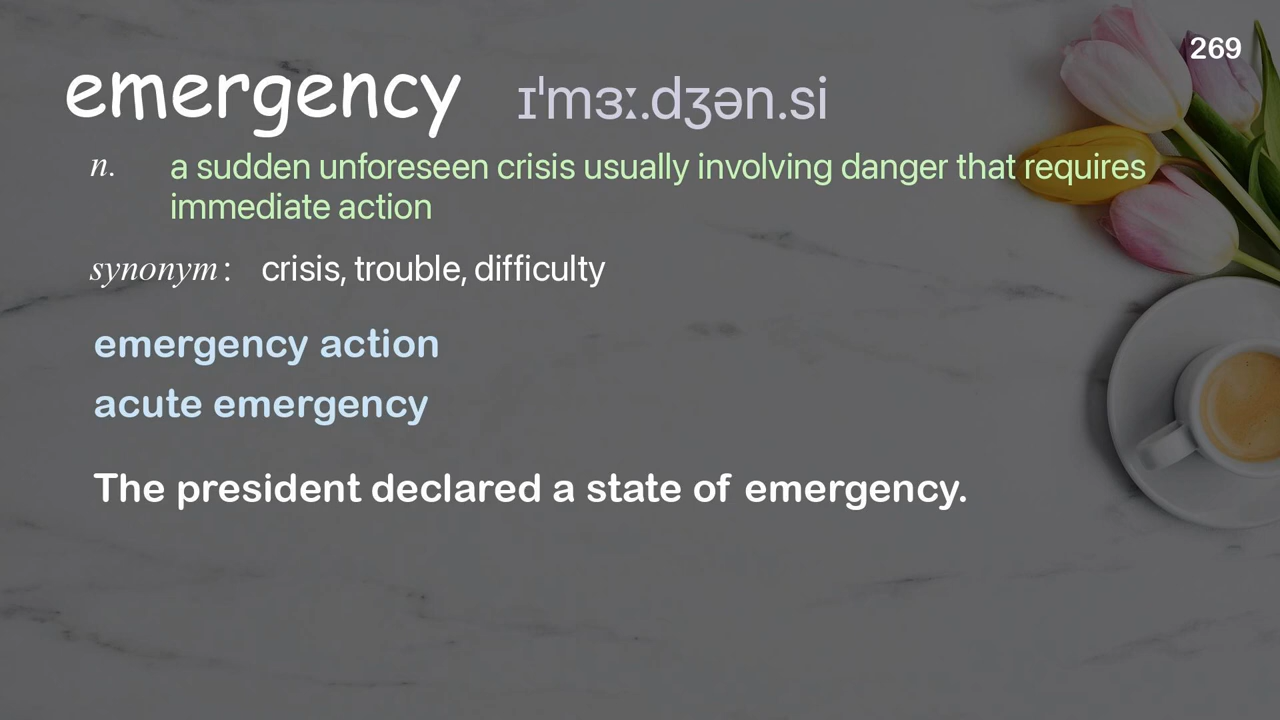 269
emergency ɪˈmɜː.dʒən.si
n. a sudden unforeseen crisis usually involving danger that requires
immediate action
synonym: crisis, trouble, difficulty
emergency action
acute emergency
The president declared a state of emergency.